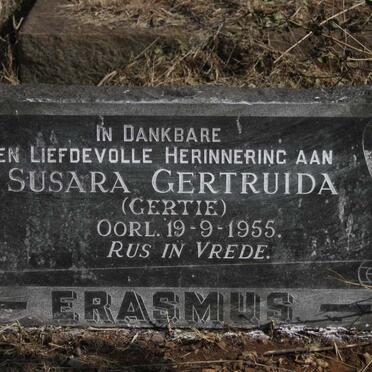 IN DANKBARE
EN LIEFDEVOLLE HERINNERING AAN
SUSARA GERTRUIDA
(GERTIE)
OORL. 19-9-1955.
RUS IN VREDE.
ERASMUS